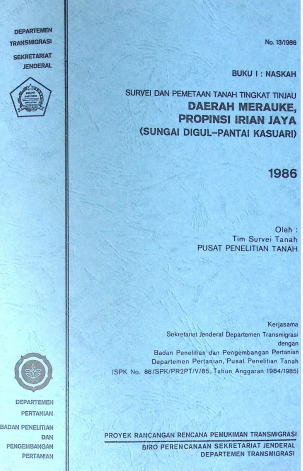 DEPARTEMEN
TRANSMIGRASI
SEKRETARIAT
JENDERAL
No. 13/1986
BUKU I : NASKAH
SURVEI DAN PEMETAAN TANAH TINGKAT TINJAU
DAERAH MERAUKE,
PROPINSI IRIAN JAYA
(SUNGAI DIGUL-PANTAI KASUARI)
1986
Oleh :
Tim Survei Tanah
PUSAT PENELITIAN TANAH
Kerjasama
Sekretariat Jenderal Departemen Transmigrasi
dengan
Badan Penelitian dan Pengembangan Pertanian
Departemen Pertanian, Pusat Penelitian Tanah
(SPK No. 86/SPK/PR2PT/V/85, Tahun Anggaran 1984/1985)
DEPARTEMEN
PERTANIAN
BADAN PENELITIAN
DAN
PENGEMBANGAN
PERTANIAN
PROYEK RANCANGAN RENCANA PEMUKIMAN TRANSMIGRASI
BIRO PERENCANAAN SEKRETARIAT JENDERAL
DEPARTEMEN TRANSMIGRASI